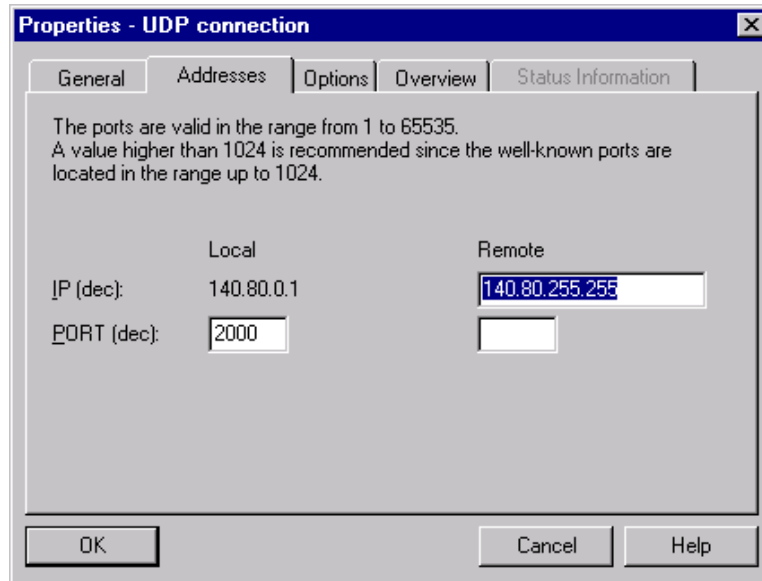 Properties - UDP connection
General Addresses Options Overview Status Information
The ports are valid in the range from 1 to 65535.
A value higher than 1024 is recommended since the well-known ports are
located in the range up to 1024.
Local Remote
IP (dec): 140.80.0.1 140.80.255.255
PORT (dec): 2000
OK Cancel Help